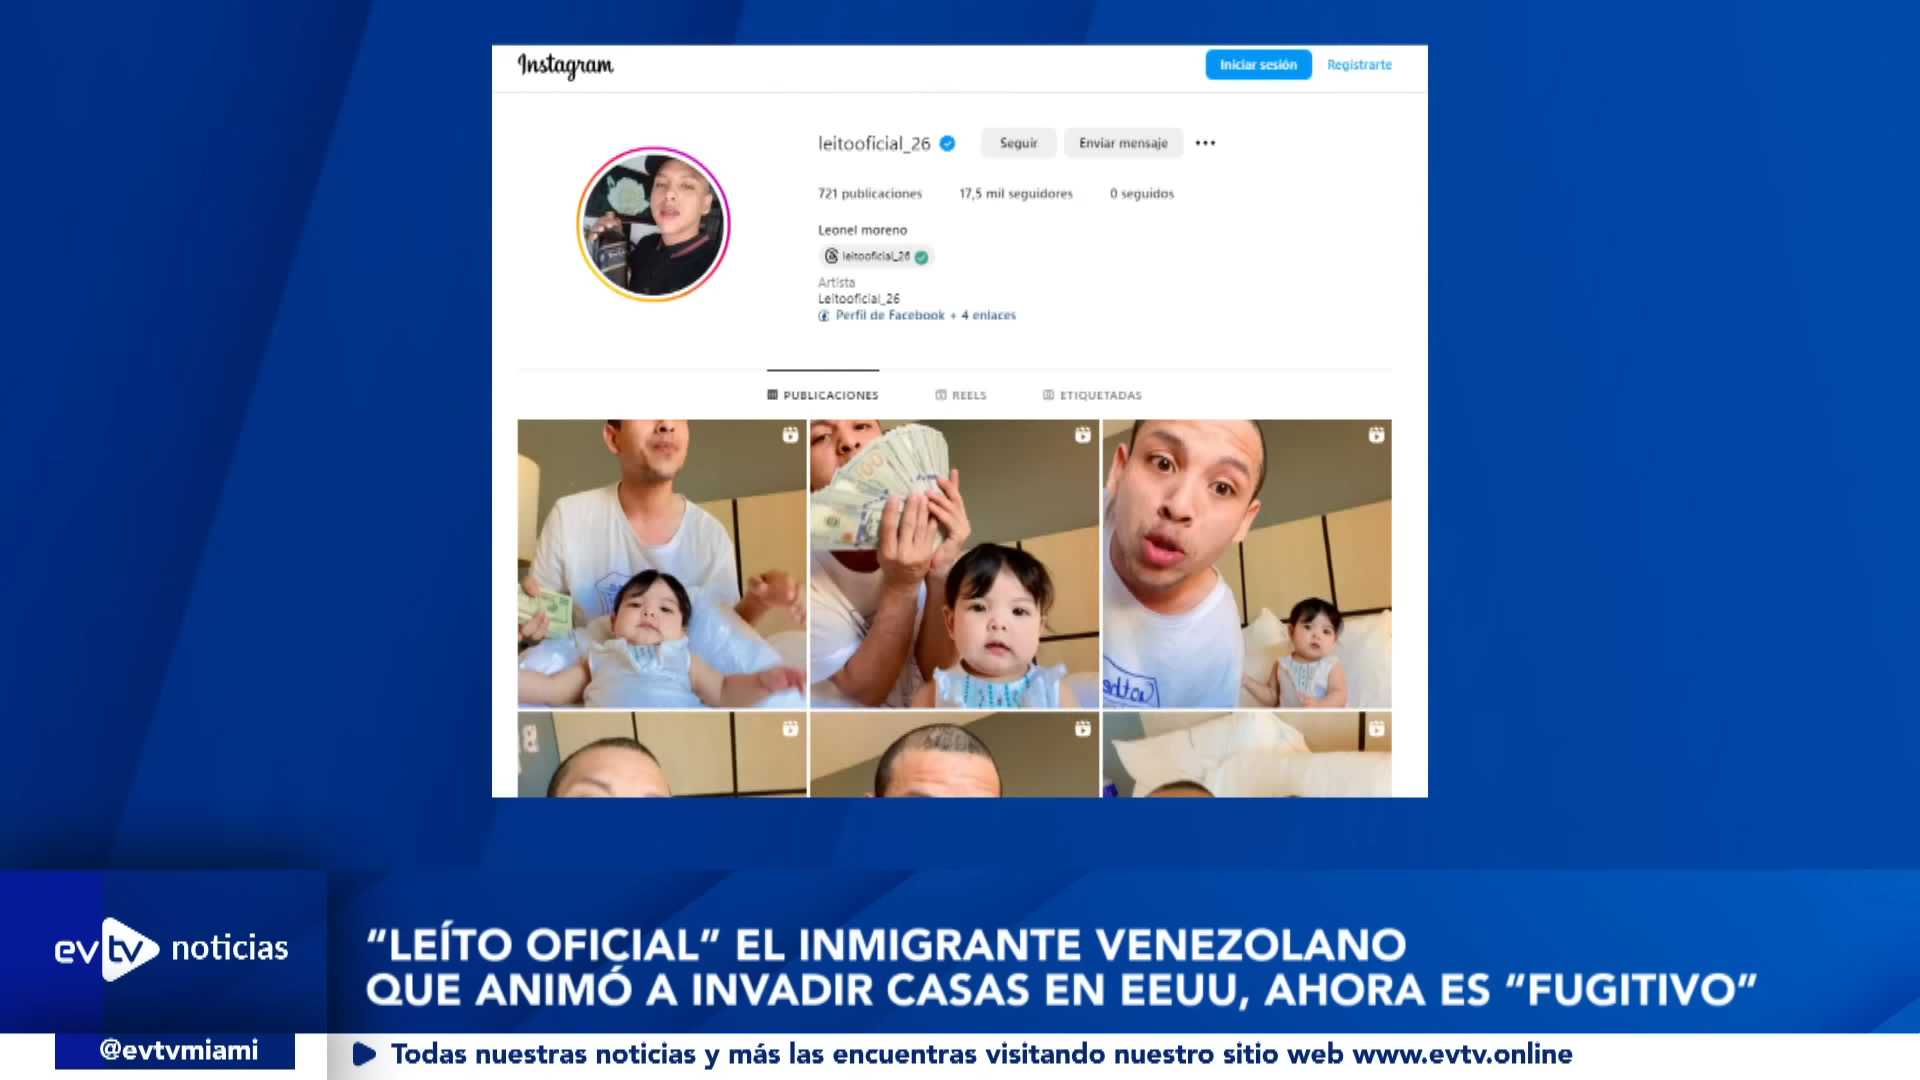 Instagram
Iniciar sesión
Registrarte
leitooficial_26
Seguir
Enviar mensaje
721 publicaciones
17,5 mil seguidores
0 seguidos
Leonel moreno
leitooficial_26
Artista
Leitooficial_26
Perfil de Facebook + 4 enlaces
PUBLICACIONES
REELS
ETIQUETADAS
100
evtv noticias
“LEÍTO OFICIAL” EL INMIGRANTE VENEZOLANO
QUE ANIMÓ A INVADIR CASAS EN EEUU, AHORA ES “FUGITIVO”
@evtvmiami
Todas nuestras noticias y más las encuentras visitando nuestro sitio web www.evtv.online